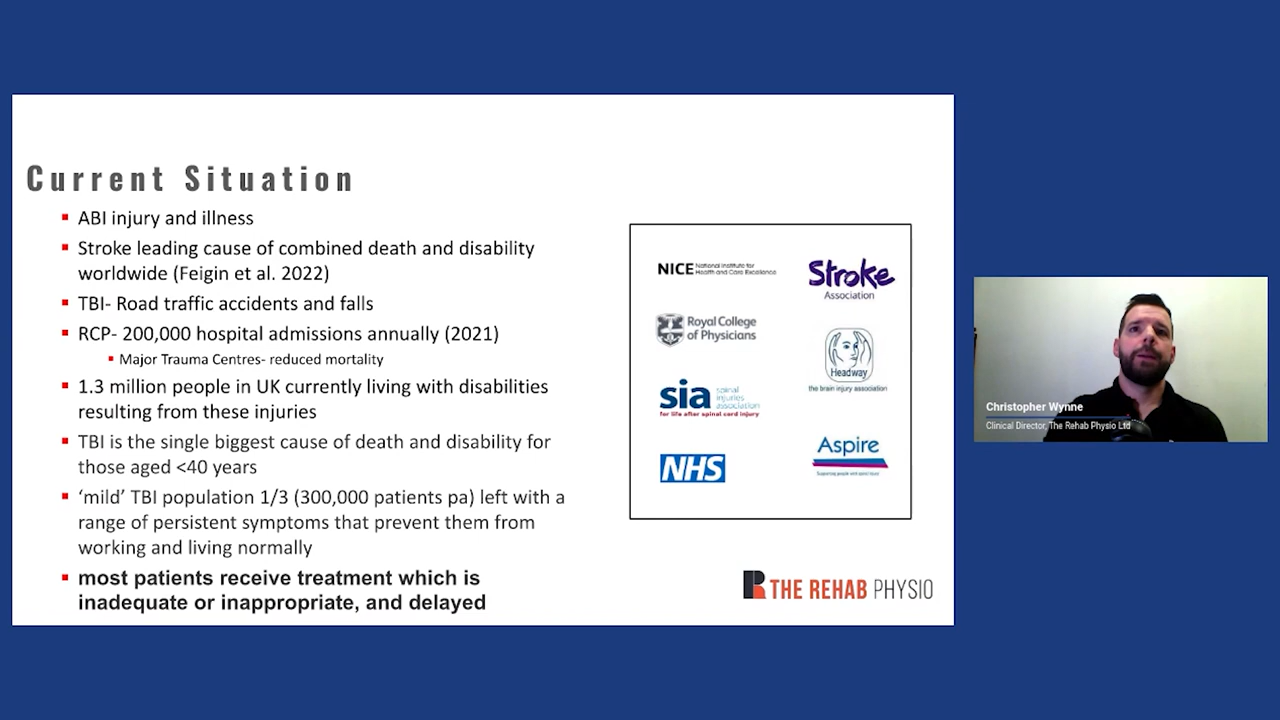 Current Situation
ABI injury and illness
Stroke leading cause of combined death and disability
worldwide (Feigin et al. 2022)
TBI- Road traffic accidents and falls
RCP- 200,000 hospital admissions annually (2021)
Major Trauma Centres- reduced mortality
1.3 million people in UK currently living with disabilities
resulting from these injuries
TBI is the single biggest cause of death and disability for
those aged <40 years
‘mild’ TBI population 1/3 (300,000 patients pa) left with a
range of persistent symptoms that prevent them from
working and living normally
most patients receive treatment which is
inadequate or inappropriate, and delayed
NICE National Institute for
Health and Care Excellence
Stroke
Association
Royal College
of Physicians
Headway
the brain injury association
sia spinal
injuries
association
for life after spinal cord injury
Aspire
Supporting people with spinal injury
NHS
THE REHAB PHYSIO
Christopher Wynne
Clinical Director, The Rehab Physio Ltd